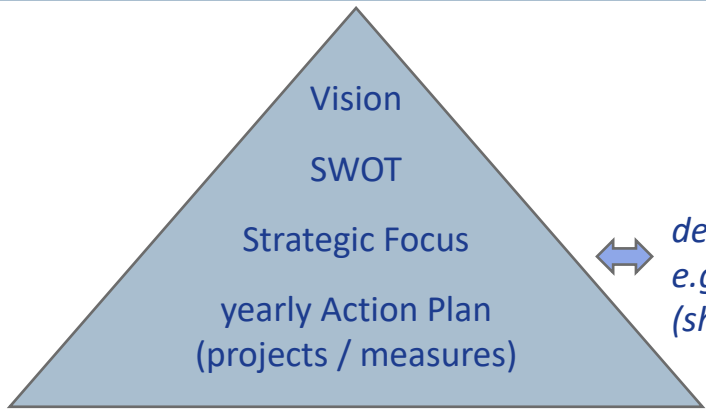 Vision
SWOT
Strategic Focus
yearly Action Plan
(projects / measures)
e.g